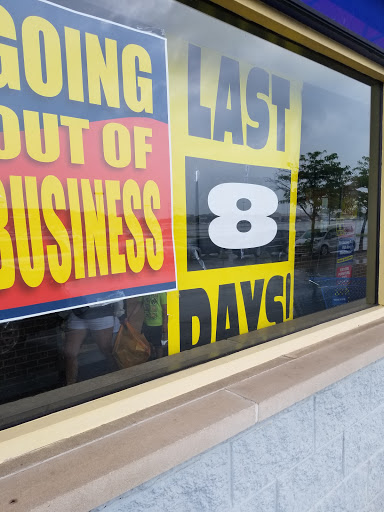 GOING
OUT OF
BUSINESS
LAST
8
DAYS!